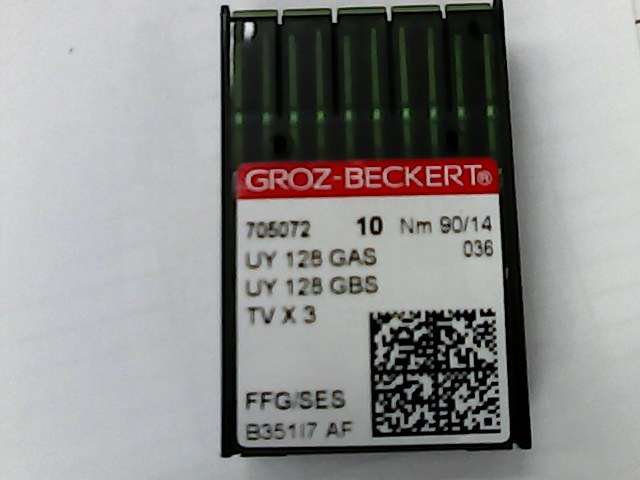 GROZ-BECKERT®
705072 10 Nm 90/14
036
UY 128 GAS
UY 128 GBS
TV X 3
FFG/SES
B351I7 AF